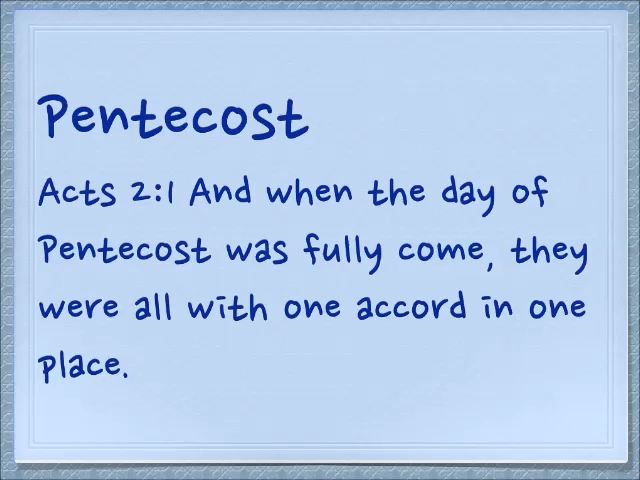 Pentecost
Acts 2:1 And when the day of
Pentecost was fully come, they
were all with one accord in one
place.